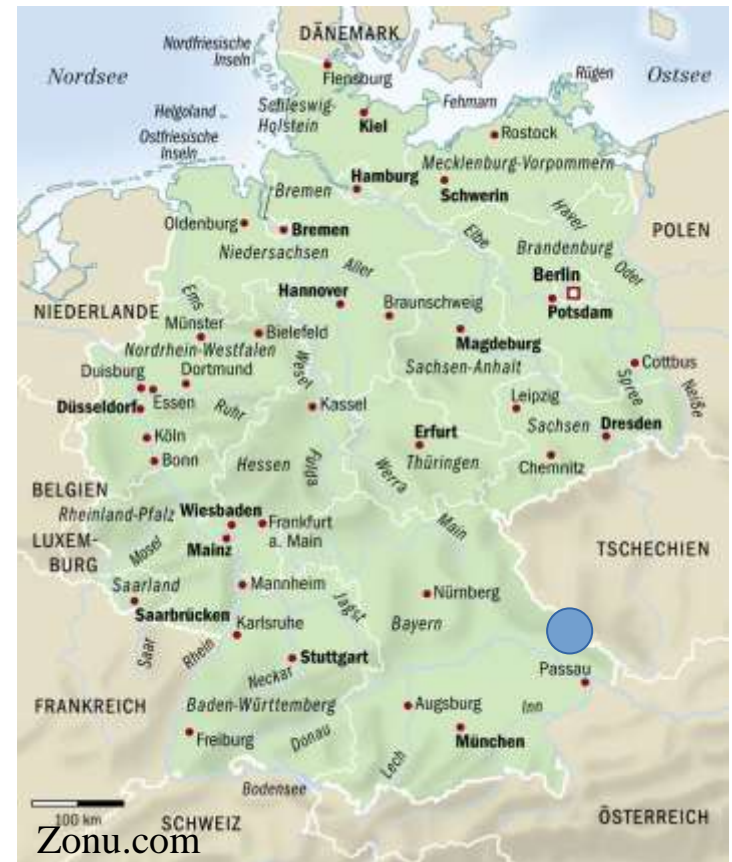 DÄNEMARK
Nordfriesische
Inseln
Nordsee
Flensburg
Rügen
Ostsee
Helgoland
Schleswig-
Holstein
Fehmarn
Kiel
Ostfriesische
Inseln
Rostock
Mecklenburg-Vorpommern
Hamburg
Schwerin
Bremen
Havel
Oldenburg
Bremen
Elbe
POLEN
Niedersachsen
Brandenburg
Aller
Oder
Berlin
Hannover
Ems
Braunschweig
Potsdam
NIEDERLANDE
Münster
Bielefeld
Magdeburg
Nordrhein-Westfalen
Wesel
Sachsen-Anhalt
Cottbus
Duisburg
Dortmund
Spree
Neiße
Essen
Leipzig
Düsseldorf
Ruhr
Kassel
Sachsen
Dresden
Köln
Erfurt
Bonn
Hessen
Fulda
Werra
Thüringen
Chemnitz
BELGIEN
Rheinland-Pfalz
Wiesbaden
Frankfurt
a. Main
Main
LUXEM-
BURG
Mosel
Mainz
TSCHECHIEN
Saarland
Mannheim
Jagst
Nürnberg
Saarbrücken
Karlsruhe
Bayern
Saar
Rhein
Stuttgart
Neckar
Passau
FRANKREICH
Baden-Württemberg
Augsburg
Inn
Freiburg
Donau
München
Lech
Bodensee
100 km
SCHWEIZ
ÖSTERREICH
Zonu.com